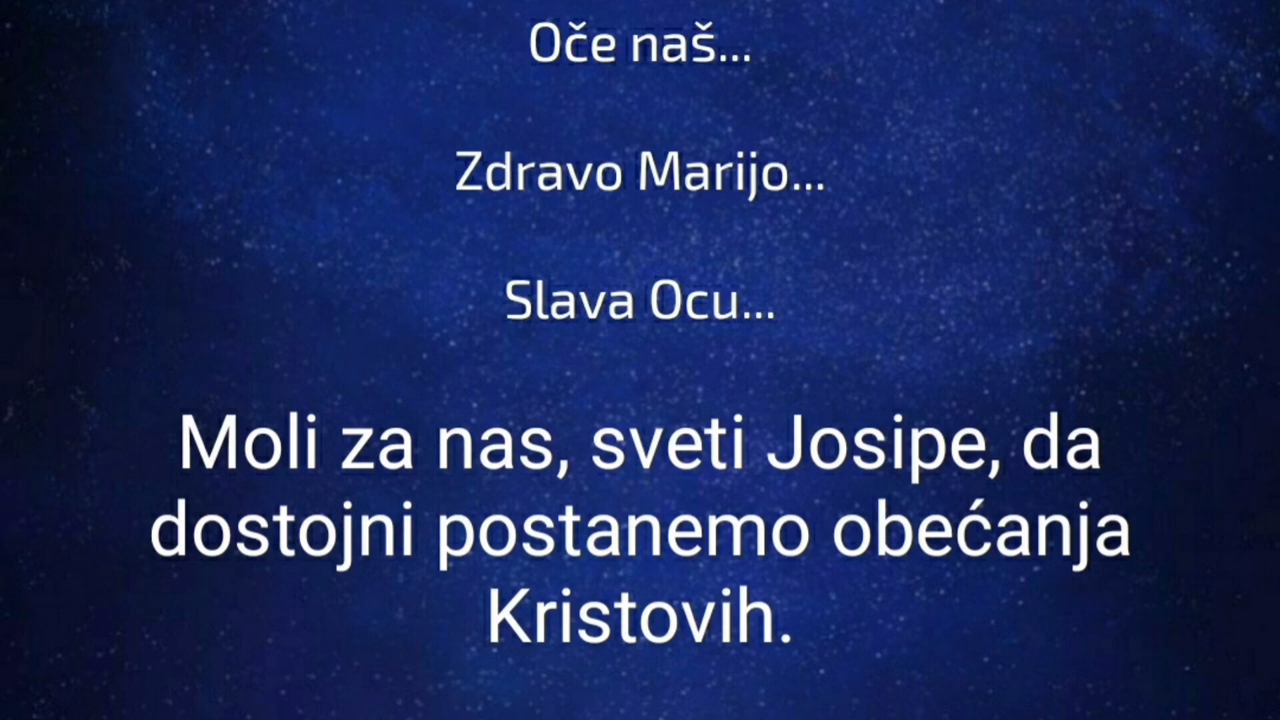 Oče naš...
Zdravo Marijo...
Slava Ocu...
Moli za nas, sveti Josipe, da
dostojni postanemo obećanja
Kristovih.